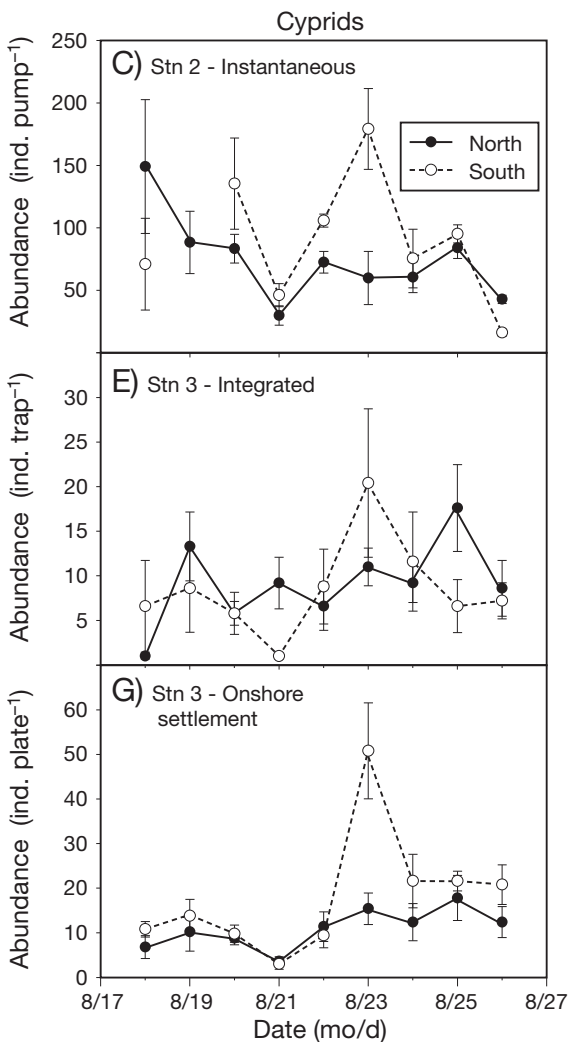 Cyprids
C) Stn 2 - Instantaneous
Abundance (ind. pump⁻¹)
250
200
150
100
50
North
South
E) Stn 3 - Integrated
Abundance (ind. trap⁻¹)
30
25
20
15
10
5
G) Stn 3 - Onshore
settlement
Abundance (ind. plate⁻¹)
60
50
40
30
20
10
0
8/17 8/19 8/21 8/23 8/25 8/27
Date (mo/d)